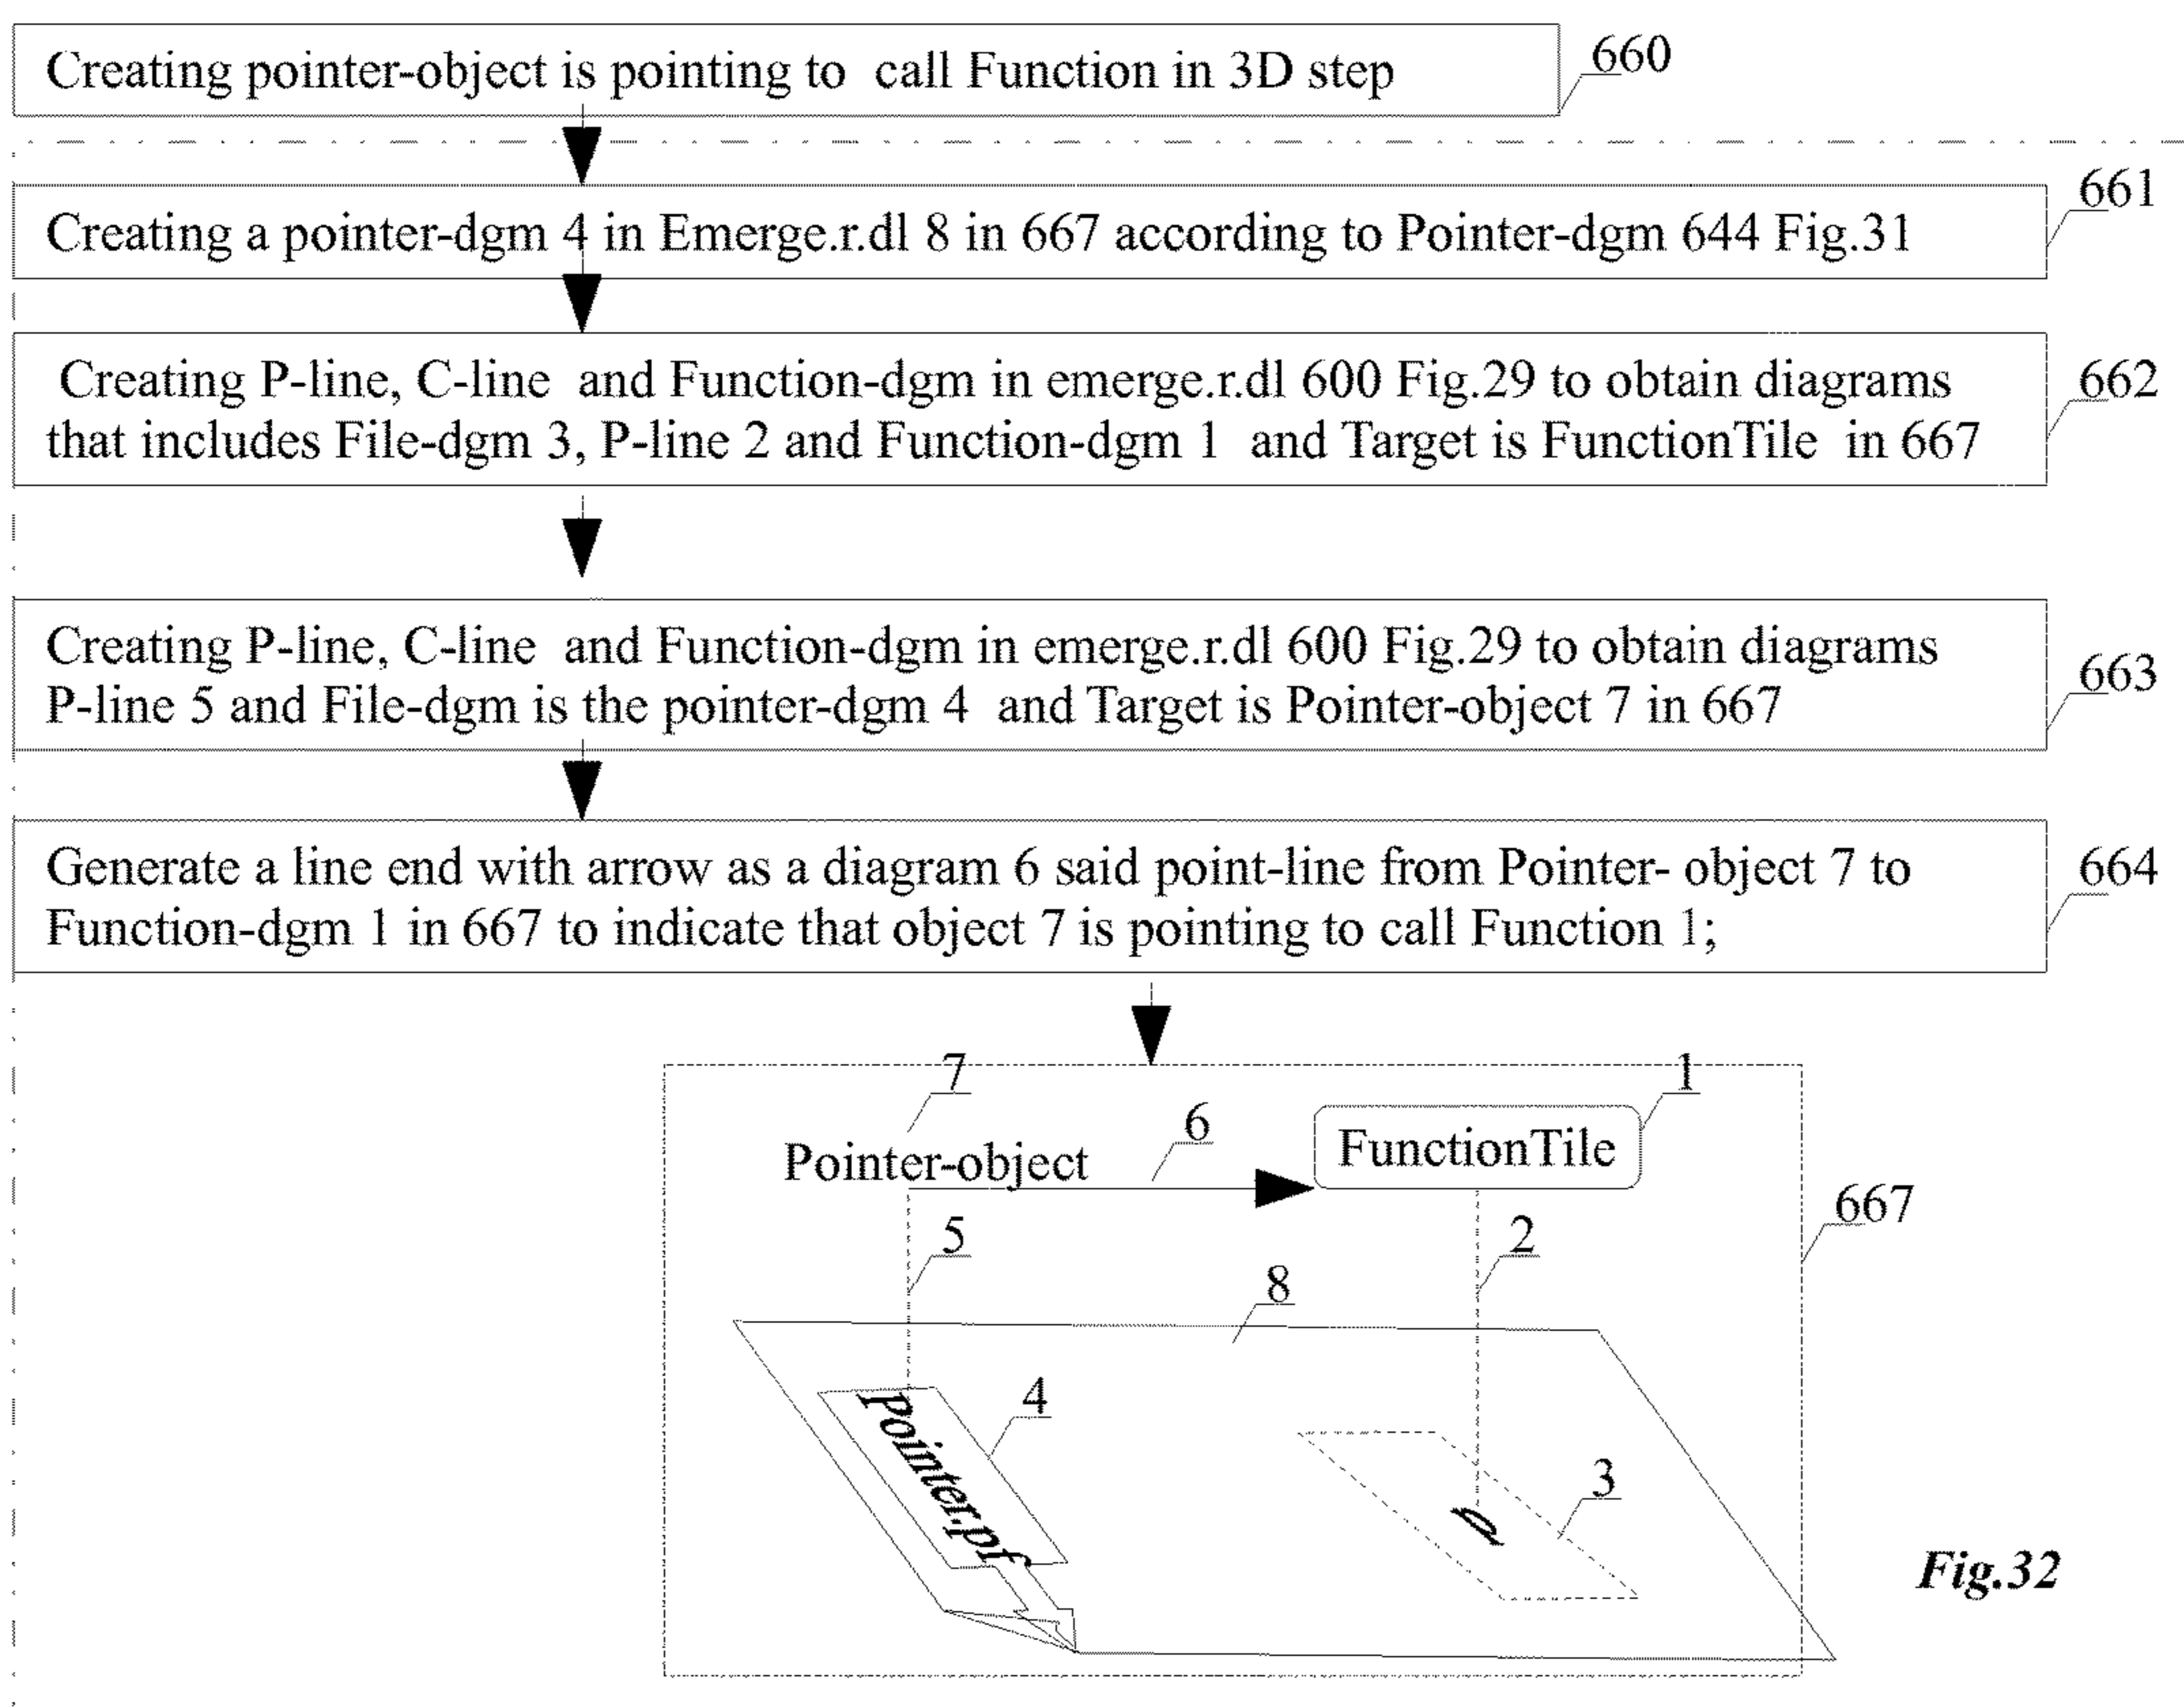 Creating pointer-object is pointing to call Function in 3D step
660
661
Creating a pointer-dgm 4 in Emerge.r.dl 8 in 667 according to Pointer-dgm 644 Fig.31
Creating P-line, C-line and Function-dgm in emerge.r.dl 600 Fig.29 to obtain diagrams
662
that includes File-dgm 3, P-line 2 and Function-dgm 1 and Target is FunctionTile in 667
Creating P-line, C-line and Function-dgm in emerge.r.dl 600 Fig.29 to obtain diagrams
663
P-line 5 and File-dgm is the pointer-dgm 4 and Target is Pointer-object 7 in 667
Generate a line end with arrow as a diagram 6 said point-line from Pointer- object 7 to
664
Function-dgm 1 in 667 to indicate that object 7 is pointing to call Function 1;
7
1
6
FunctionTile
Pointer-object
667
5
2
8
4
Pointer.pf
3
p
Fig.32